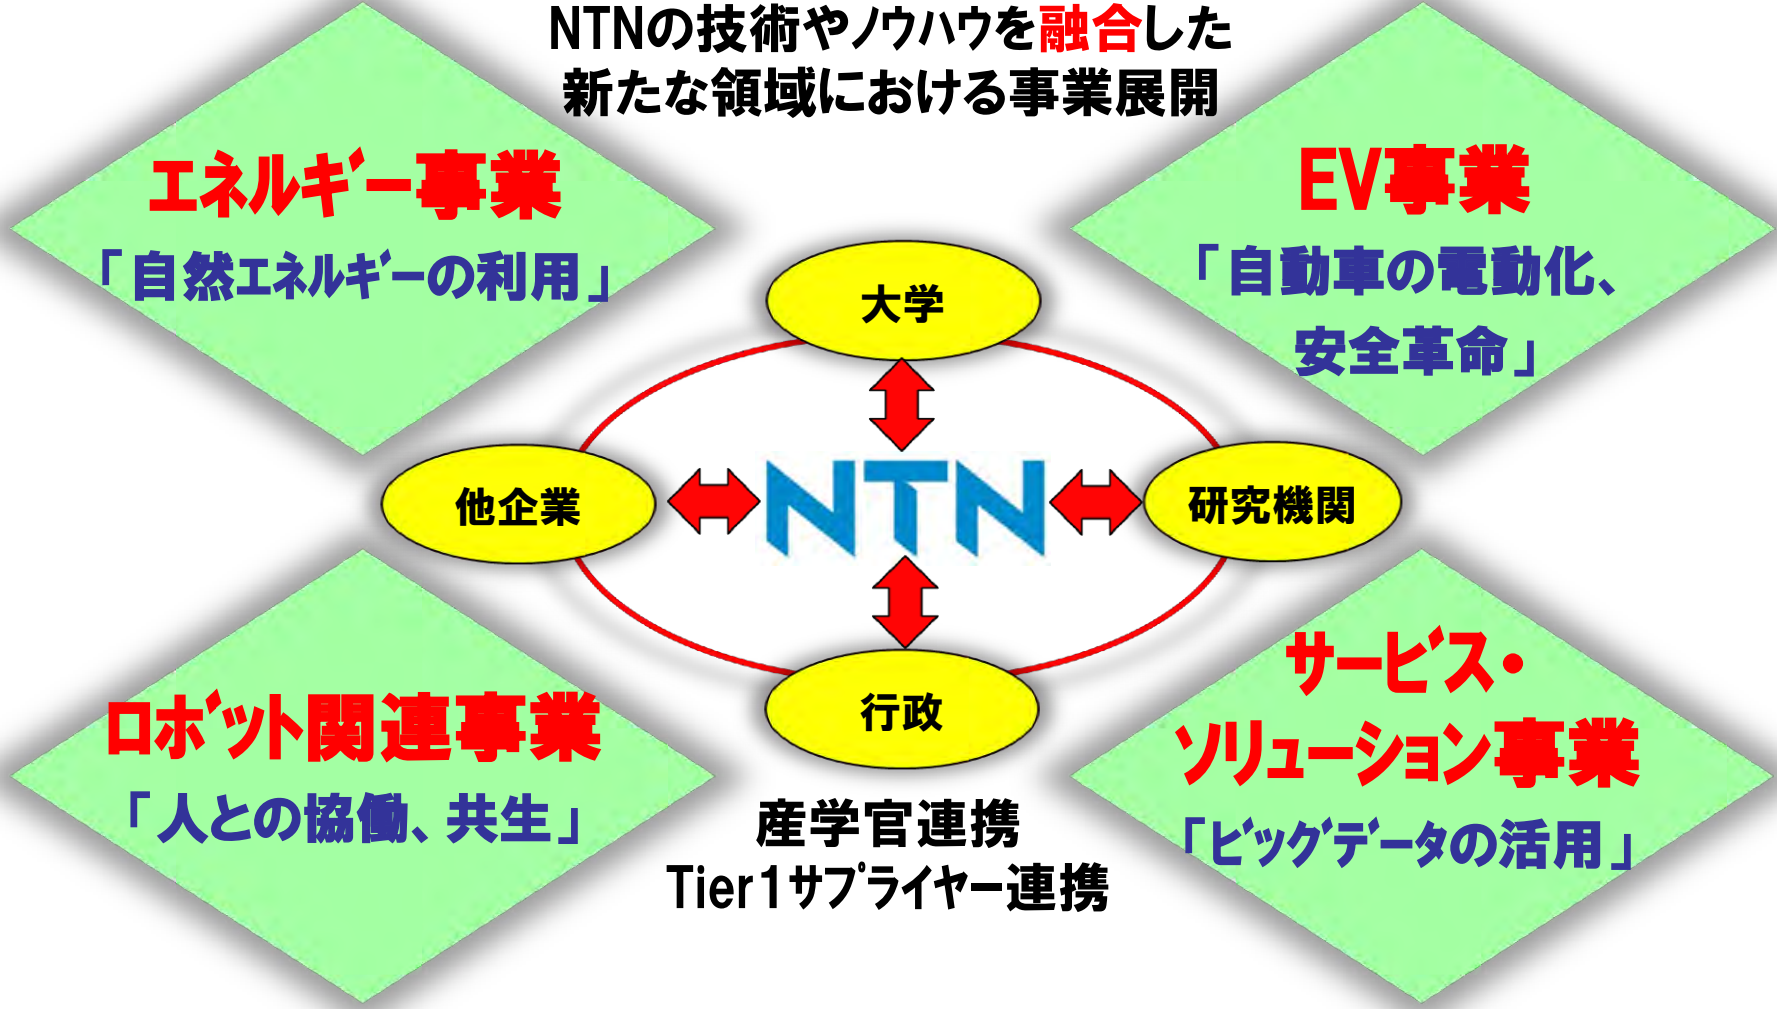 NTNの技術やノウハウを融合した
新たな領域における事業展開
エネルギー事業
「自然エネルギーの利用」
EV事業
「自動車の電動化、
安全革命」
大学
他企業
NTN
研究機関
行政
ロボット関連事業
「人との協働、共生」
サービス・
ソリューション事業
「ビッグデータの活用」
産学官連携
Tier1サプライヤー連携